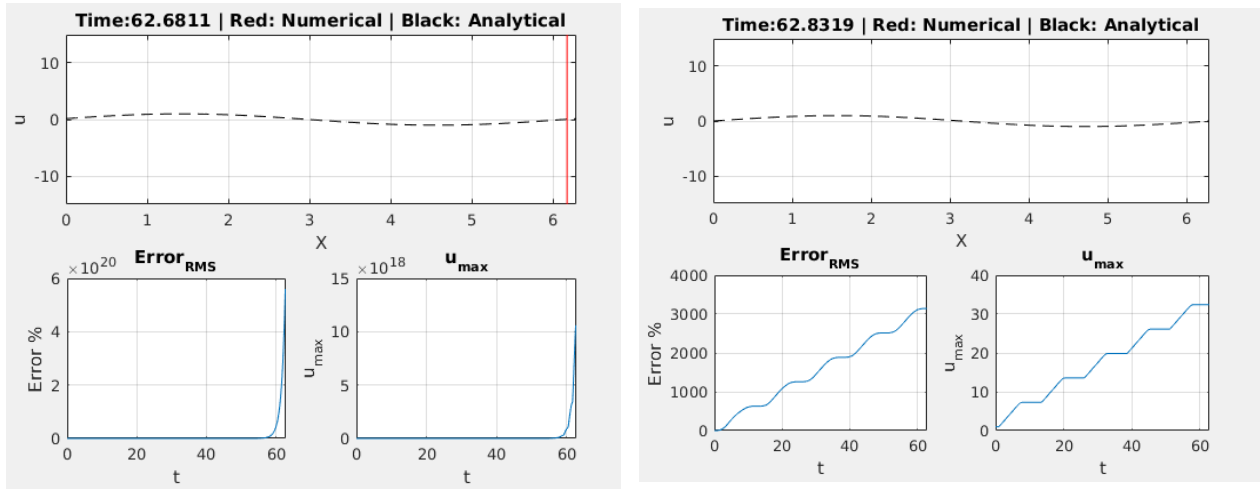 Time:62.6811 | Red: Numerical | Black: Analytical
10
0
-10
u
0 1 2 3 4 5 6
X
×10^20
Error_RMS
6
4
2
0
Error %
0 20 40 60
t
×10^18
u_max
15
10
5
0
u_max
0 20 40 60
t
Time:62.8319 | Red: Numerical | Black: Analytical
10
0
-10
u
0 1 2 3 4 5 6
X
Error_RMS
4000
3000
2000
1000
0
Error %
0 20 40 60
t
u_max
40
30
20
10
0
u_max
0 20 40 60
t